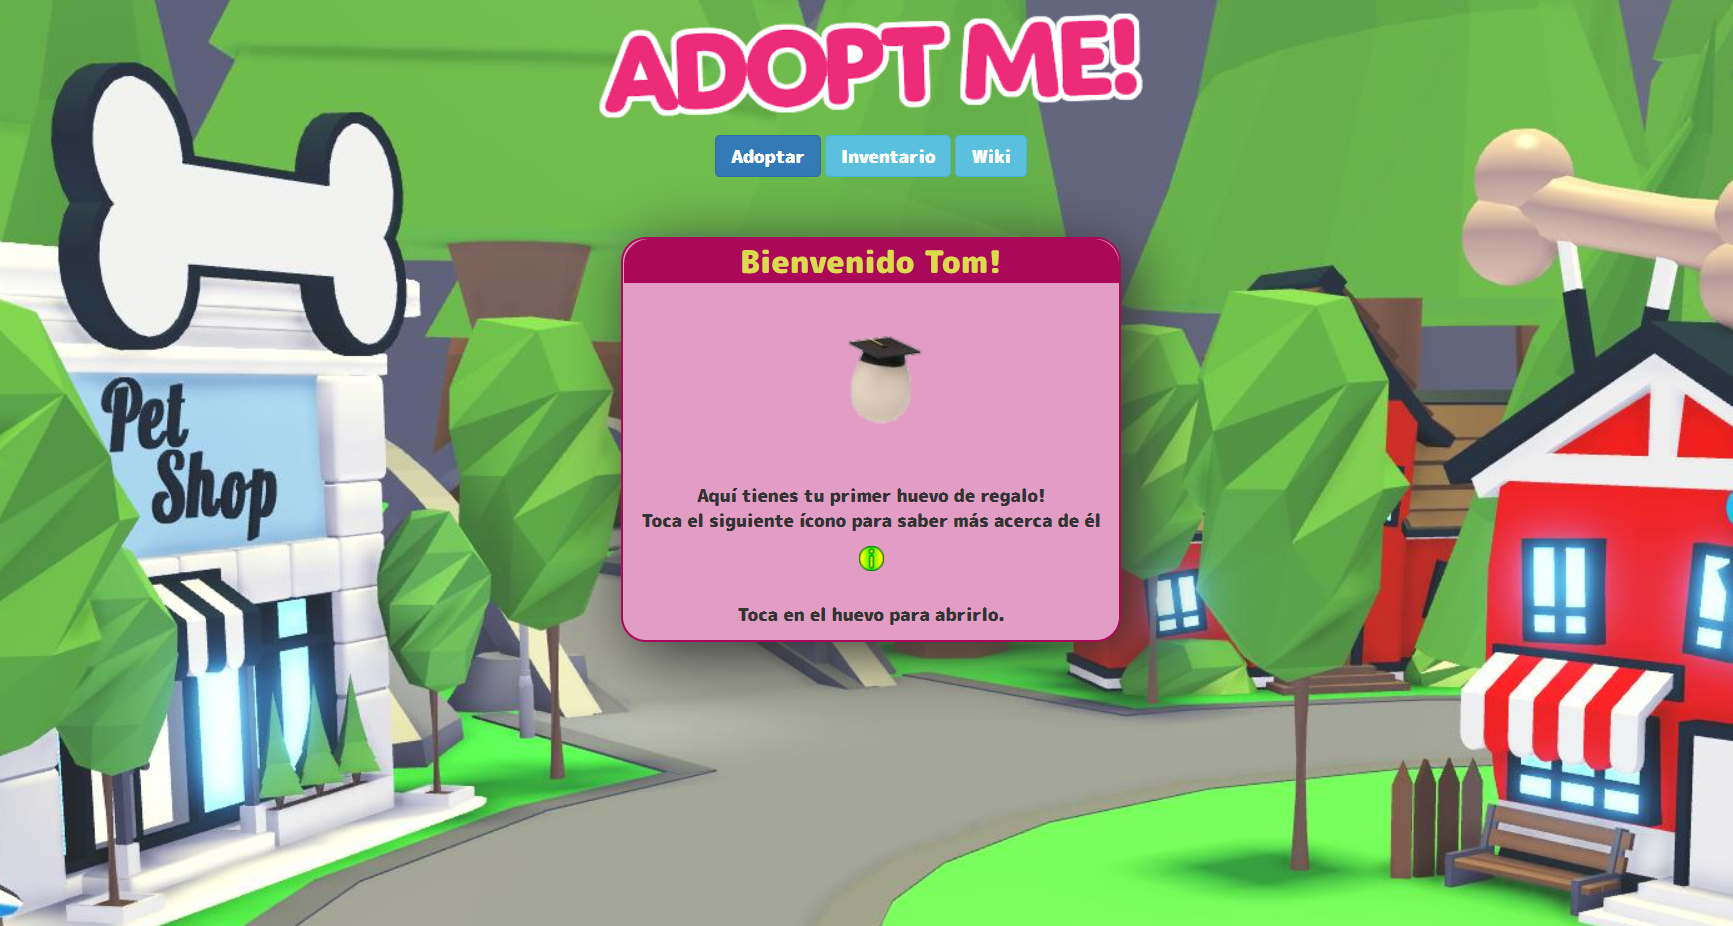 ADOPT ME!
Adoptar
Inventario
Wiki
Bienvenido Tom!
Pet
Shop
Aquí tienes tu primer huevo de regalo!
Toca el siguiente ícono para saber más acerca de él
i
Toca en el huevo para abrirlo.